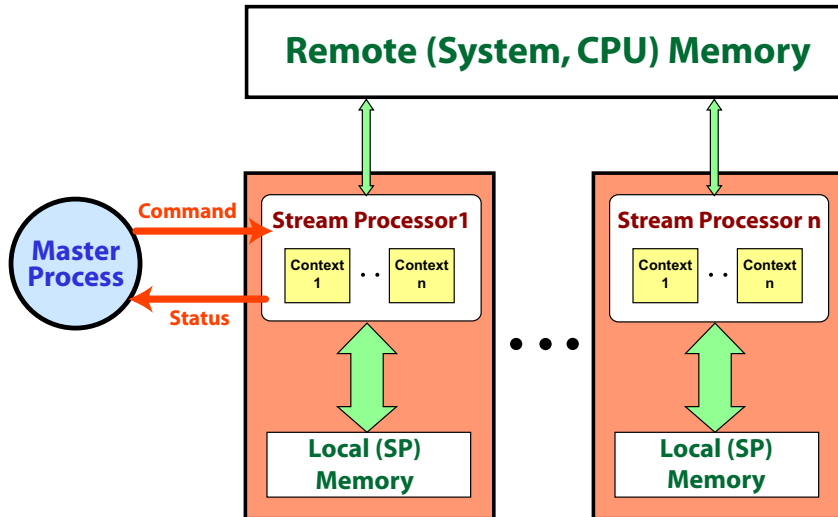 Remote (System, CPU) Memory
Command
Master
Process
Status
Stream Processor1
Context
1
. .
Context
n
Local (SP)
Memory
Stream Processor n
Context
1
. .
Context
n
Local (SP)
Memory